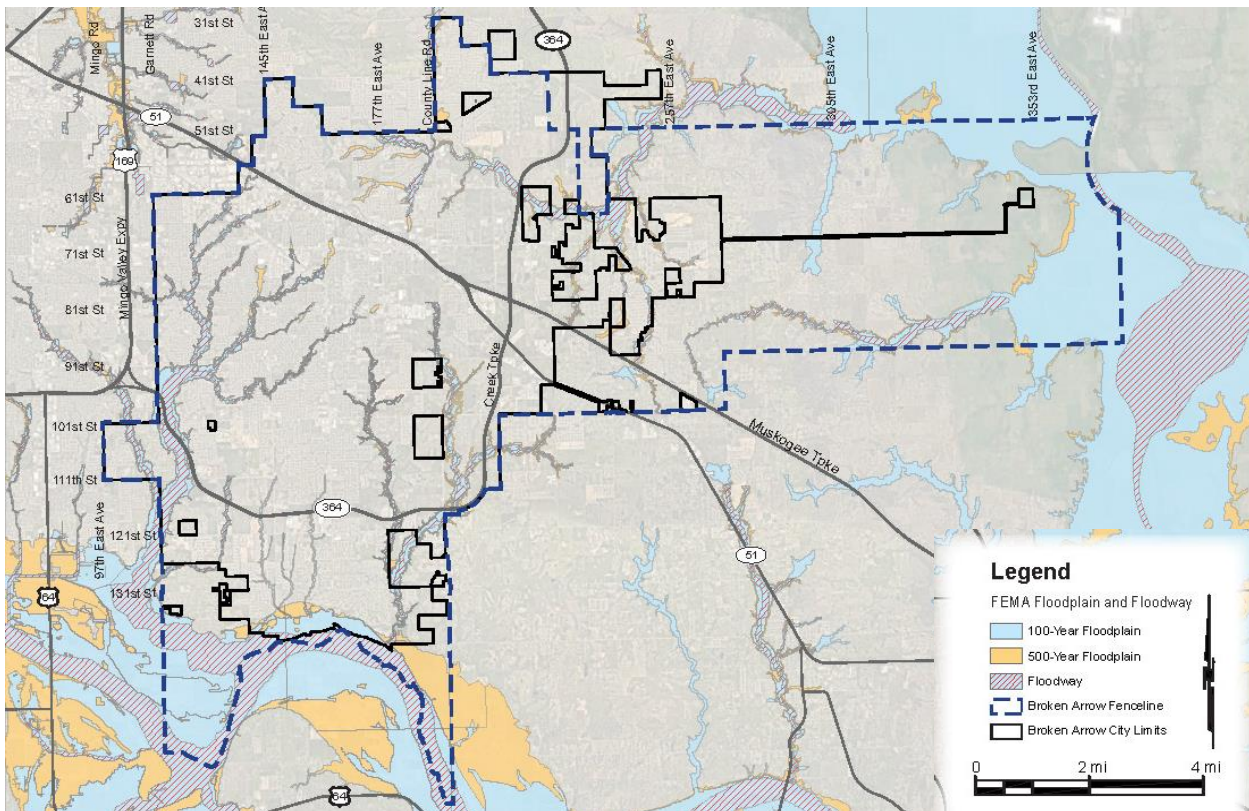 31st St
41st St
51st St
61st St
71st St
81st St
91st St
101st St
111st St
121st St
131st St
Mingo Rd
Garnett Rd
145th East A
177th East Ave
County Line Rd
257th East Ave
305th East Ave
353rd East Ave
364
51
169
Mingo Valley Expy
Creek Tpke
Muskogee Tpke
97th East Ave
364
51
64
64
Legend
FEMA Floodplain and Floodway
100-Year Floodplain
500-Year Floodplain
Floodway
Broken Arrow Fenceline
Broken Arrow City Limits
0 2 mi 4 mi